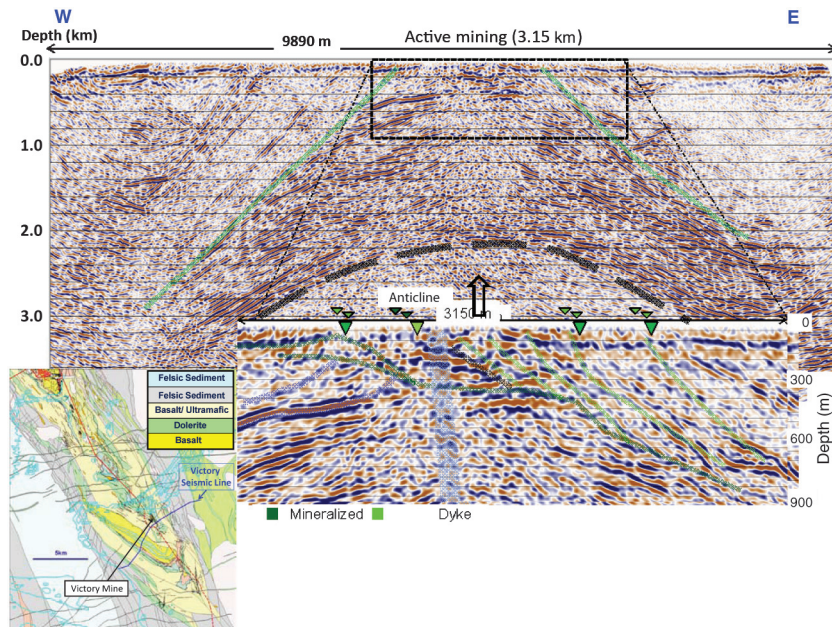 W
E
Depth (km)
9890 m
Active mining (3.15 km)
0.0
1.0
2.0
3.0
Anticline
3150 m
0
300
600
900
Depth (m)
Felsic Sediment
Felsic Sediment
Basalt/ Ultramafic
Dolerite
Basalt
Victory
Seismic Line
5km
Victory Mine
Mineralized
Dyke